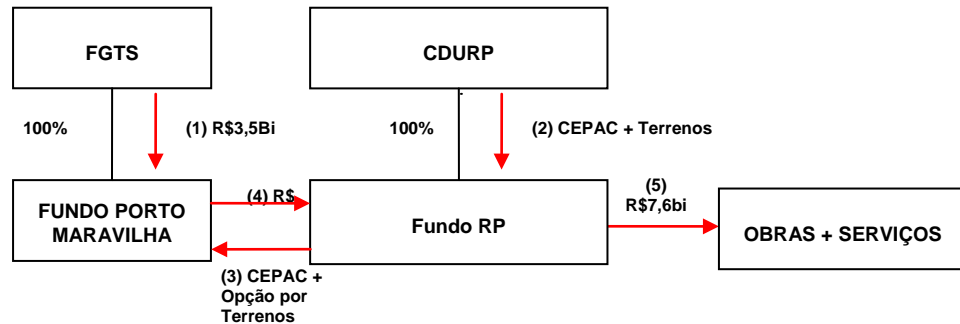 FGTS
CDURP
100%
(1) R$3,5Bi
100%
(2) CEPAC + Terrenos
FUNDO PORTO
MARAVILHA
(4) R$
Fundo RP
(5)
R$7,6bi
OBRAS + SERVIÇOS
(3) CEPAC +
Opção por
Terrenos